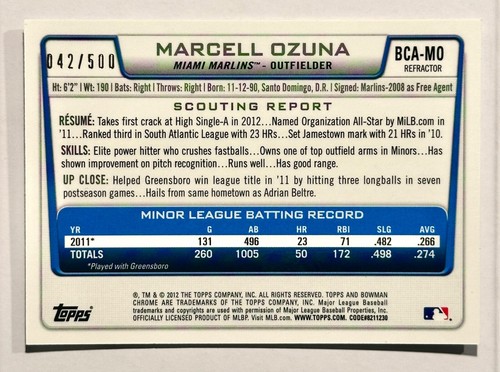 042/500
MARCELL OZUNA
MIAMI MARLINS™ - OUTFIELDER
BCA-MO
REFRACTOR
Ht: 6'2" | Wt: 190 | Bats: Right | Throws: Right | Born: 11-12-90, Santo Domingo, D.R. | Signed: Marlins-2008 as Free Agent
SCOUTING REPORT
RÉSUMÉ: Takes first crack at High Single-A in 2012...Named Organization All-Star by MiLB.com in
'11...Ranked third in South Atlantic League with 23 HRs...Set Jamestown mark with 21 HRs in '10.
SKILLS: Elite power hitter who crushes fastballs...Owns one of top outfield arms in Minors...Has
shown improvement on pitch recognition...Runs well...Has good range.
UP CLOSE: Helped Greensboro win league title in '11 by hitting three longballs in seven
postseason games...Hails from same hometown as Adrian Beltre.
MINOR LEAGUE BATTING RECORD
YR G AB HR RBI SLG AVG
2011* 131 496 23 71 .482 .266
TOTALS 260 1005 50 172 .498 .274
*Played with Greensboro
®, TM & © 2012 THE TOPPS COMPANY, INC. ALL RIGHTS RESERVED. TOPPS AND BOWMAN
CHROME ARE TRADEMARKS OF THE TOPPS COMPANY, INC. Major League Baseball
trademarks and copyrights are used with permission of Major League Baseball Properties, Inc.
OFFICIALLY LICENSED PRODUCT OF MLBP. Visit MLB.com. WWW.TOPPS.COM. CODE#8211230
Topps